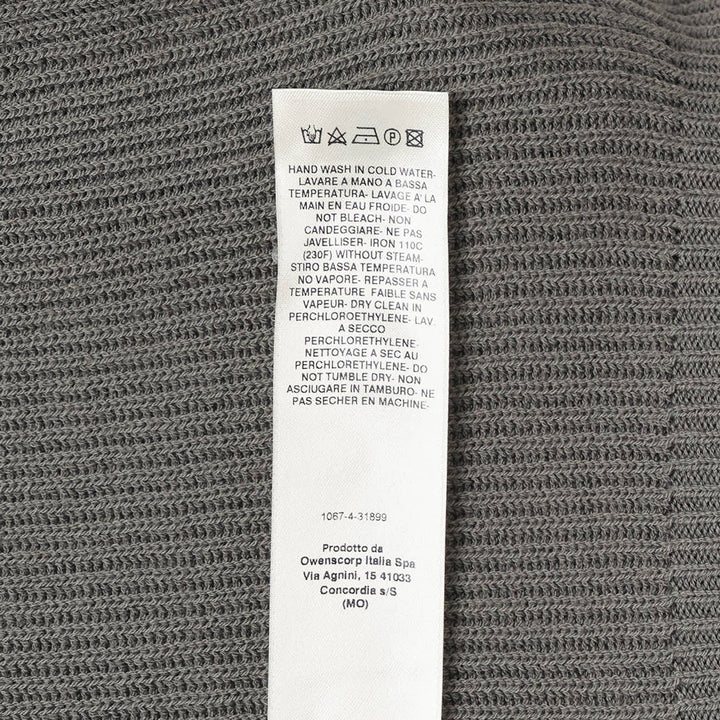 HAND WASH IN COLD WATER-
LAVARE A MANO A BASSA
TEMPERATURA- LAVAGE À LA
MAIN EN EAU FROIDE- DO
NOT BLEACH- NON
CANDEGGIARE- NE PAS
JAVELLISER- IRON 110C
(230F) WITHOUT STEAM-
STIRO BASSA TEMPERATURA
NO VAPORE- REPASSER A
TEMPERATURE FAIBLE SANS
VAPEUR- DRY CLEAN IN
PERCHLOROETHYLENE- LAV.
A SECCO
PERCHLORETHYLENE-
NETTOYAGE A SEC AU
PERCHLORETHYLENE- DO
NOT TUMBLE DRY- NON
ASCIUGARE IN TAMBURO- NE
PAS SECHER EN MACHINE-
1067-4-31899
Prodotto da
Owenscorp Italia Spa
Via Agnini, 15 41033
Concordia s/S
(MO)